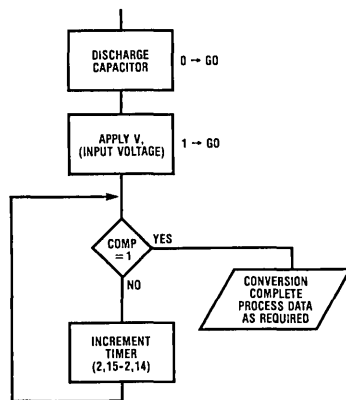 DISCHARGE
CAPACITOR
0 → GO
APPLY V,
(INPUT VOLTAGE)
1 → GO
COMP
= 1
YES
NO
CONVERSION
COMPLETE
PROCESS DATA
AS REQUIRED
INCREMENT
TIMER
(2,15-2,14)